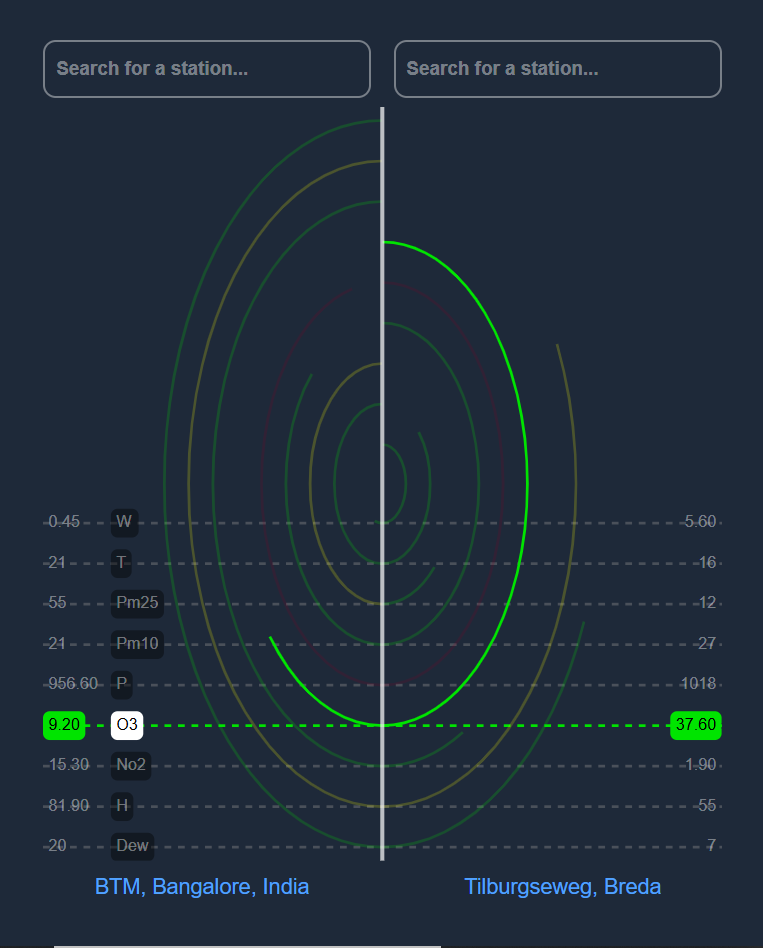 Search for a station... Search for a station...
0.45 W 5.60
21 T 16
55 Pm25 12
21 Pm10 27
956.60 P 1018
9.20 O3 37.60
15.30 No2 1.90
81.90 H 55
20 Dew 7
BTM, Bangalore, India Tilburgseweg, Breda